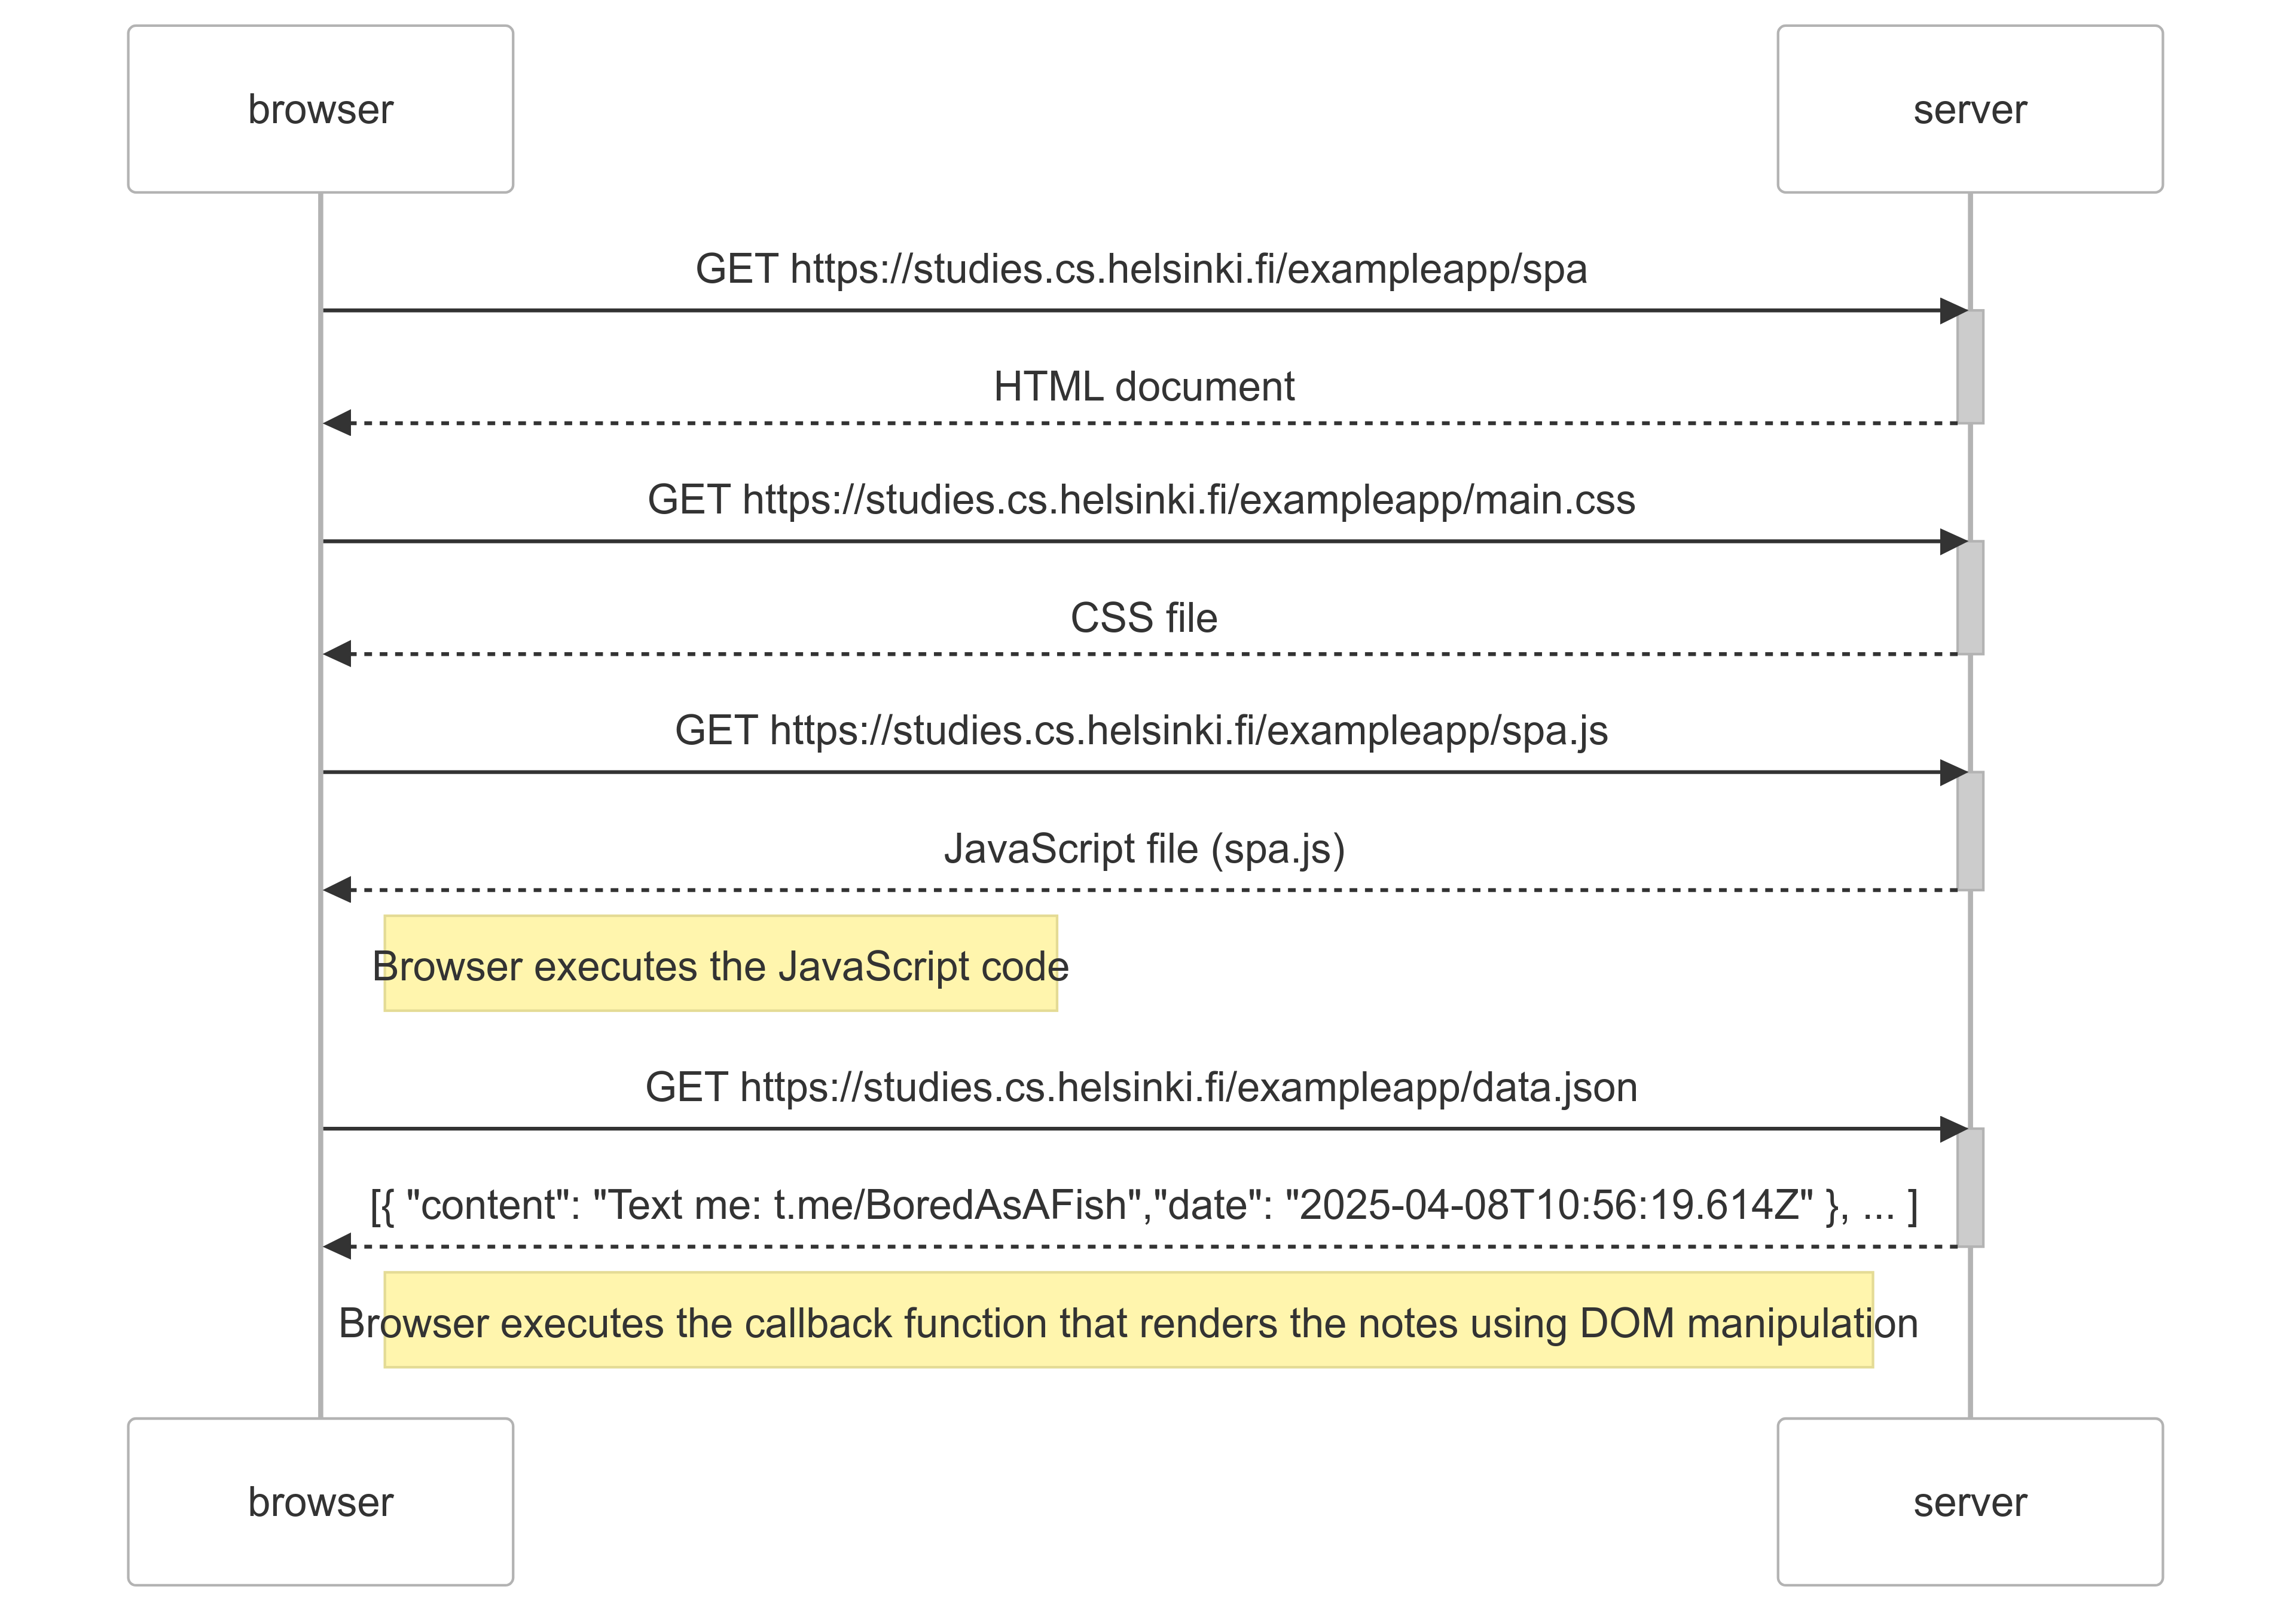 browser
server
GET https://studies.cs.helsinki.fi/exampleapp/spa
HTML document
GET https://studies.cs.helsinki.fi/exampleapp/main.css
CSS file
GET https://studies.cs.helsinki.fi/exampleapp/spa.js
JavaScript file (spa.js)
Browser executes the JavaScript code
GET https://studies.cs.helsinki.fi/exampleapp/data.json
[{ "content": "Text me: t.me/BoredAsAFish","date": "2025-04-08T10:56:19.614Z" }, ... ]
Browser executes the callback function that renders the notes using DOM manipulation
browser
server